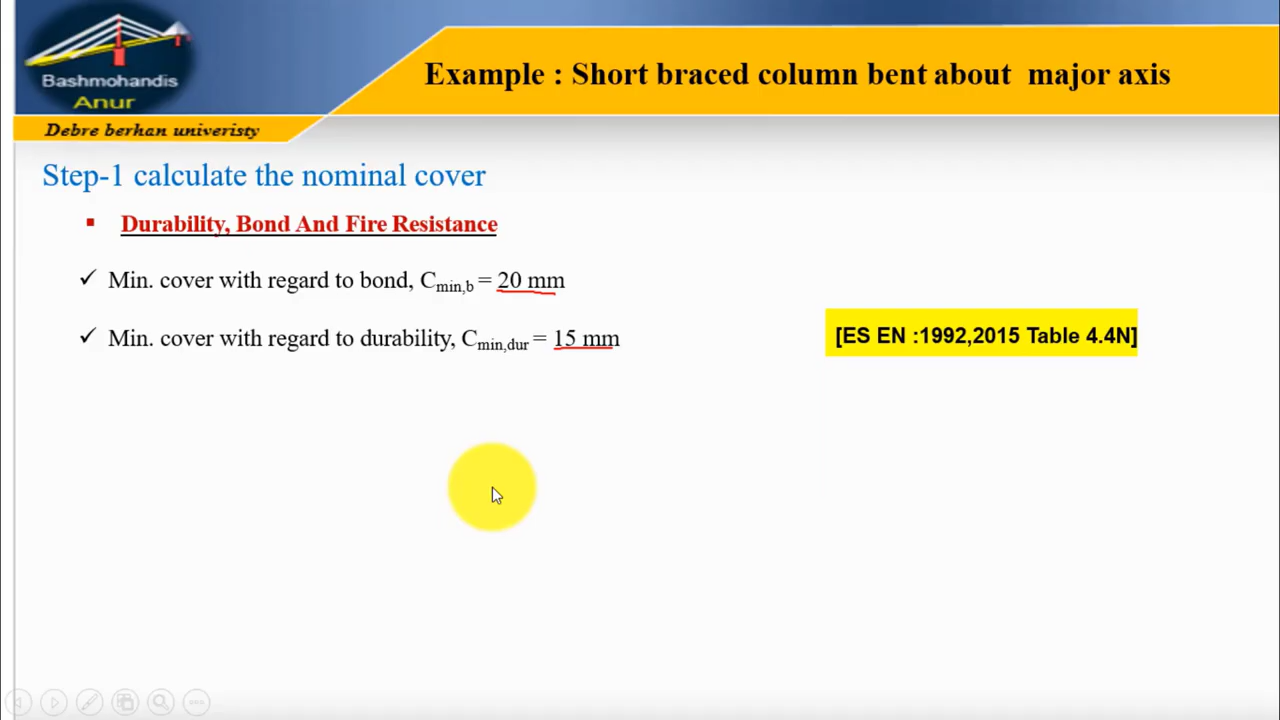 Bashmohandis
Anur
Debre berhan univeristy
Example : Short braced column bent about major axis
Step-1 calculate the nominal cover
▪ Durability, Bond And Fire Resistance
✓ Min. cover with regard to bond, Cmin,b = 20 mm
✓ Min. cover with regard to durability, Cmin,dur = 15 mm
[ES EN :1992,2015 Table 4.4N]